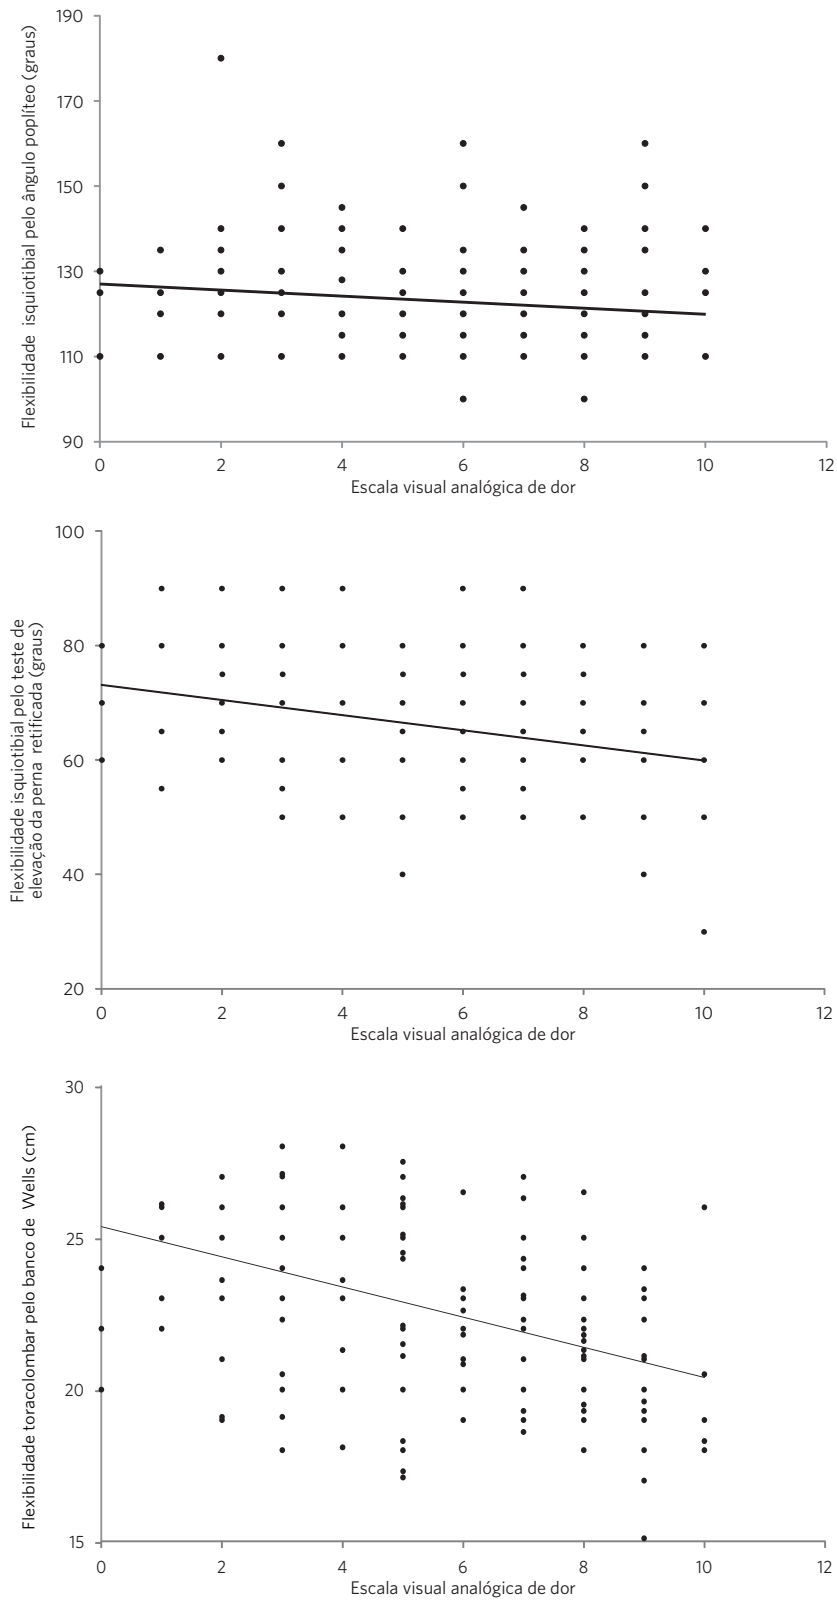 Flexibilidade  isquiotibial pelo ângulo poplíteo (graus)
190
170
150
130
110
90
0 2 4 6 8 10 12
Escala visual analógica de dor
Flexibilidade isquiotibial pelo teste de
elevação da perna  retificada (graus)
100
80
60
40
20
0 2 4 6 8 10 12
Escala visual analógica de dor
Flexibilidade toracolombar pelo banco de  Wells (cm)
30
25
20
15
0 2 4 6 8 10 12
Escala visual analógica de dor